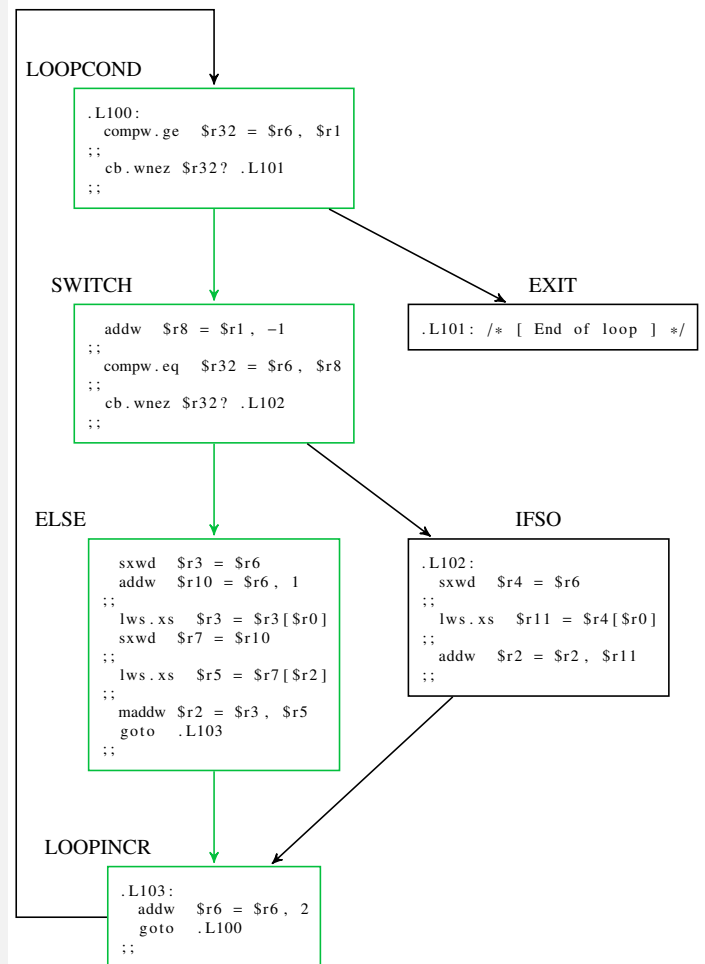 LOOPCOND
.L100:
compw.ge $r32 = $r6, $r1
;;
cb.wnez $r32? .L101
;;
SWITCH
addw $r8 = $r1, −1
;;
compw.eq $r32 = $r6, $r8
;;
cb.wnez $r32? .L102
;;
EXIT
.L101: /* [ End of loop ] */
ELSE
sxwd $r3 = $r6
addw $r10 = $r6, 1
;;
lws.xs $r3 = $r3[$r0]
sxwd $r7 = $r10
;;
lws.xs $r5 = $r7[$r2]
;;
maddw $r2 = $r3, $r5
goto .L103
;;
IFSO
.L102:
sxwd $r4 = $r6
;;
lws.xs $r11 = $r4[$r0]
;;
addw $r2 = $r2, $r11
;;
LOOPINCR
.L103:
addw $r6 = $r6, 2
goto .L100
;;